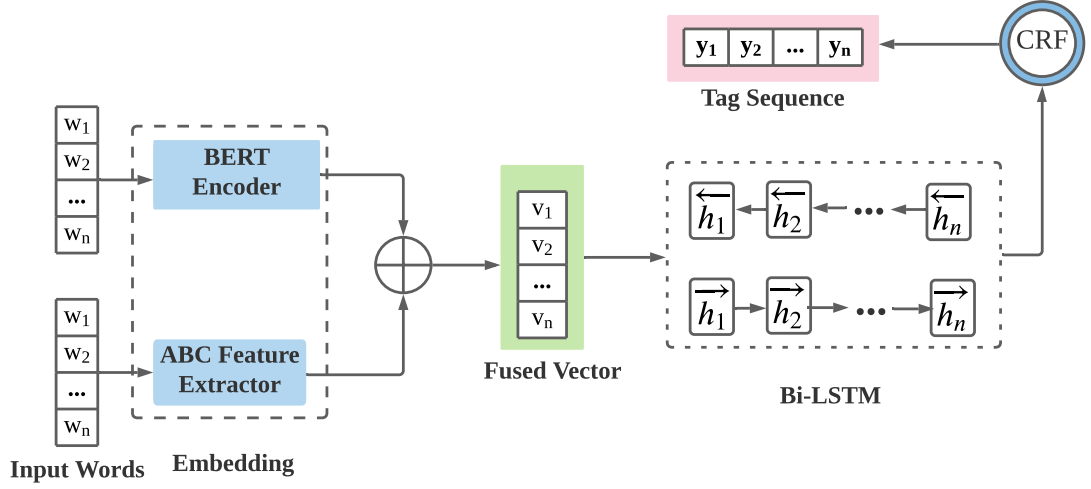 w1
w2
...
wn
w1
w2
...
wn
Input Words
BERT
Encoder
ABC Feature
Extractor
Embedding
v1
v2
...
vn
Fused Vector
h1 h2 ... hn
h1 h2 ... hn
Bi-LSTM
CRF
y1 y2 ... yn
Tag Sequence